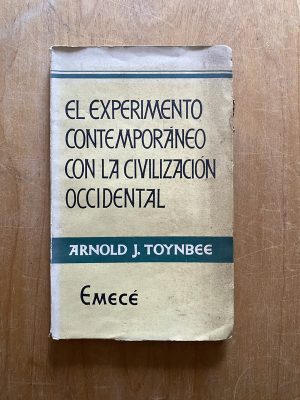 EL EXPERIMENTO
CONTEMPORÁNEO
CON LA CIVILIZACIÓN
OCCIDENTAL
ARNOLD J. TOYNBEE
EMECÉ